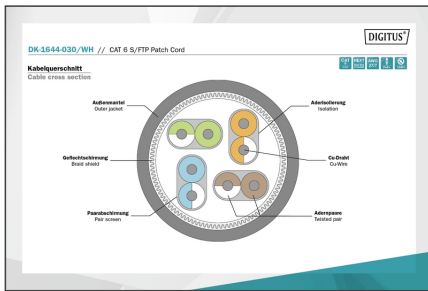 DIGITUS®
DK-1644-030/WH // CAT 6 S/FTP Patch Cord
Kabelquerschnitt
Cable cross section
Außenmantel
Outer jacket
Aderisolierung
Isolation
Geflechtschirmung
Braid shield
Cu-Draht
Cu-Wire
Paarabschirmung
Pair screen
Adernpaare
Twisted pair